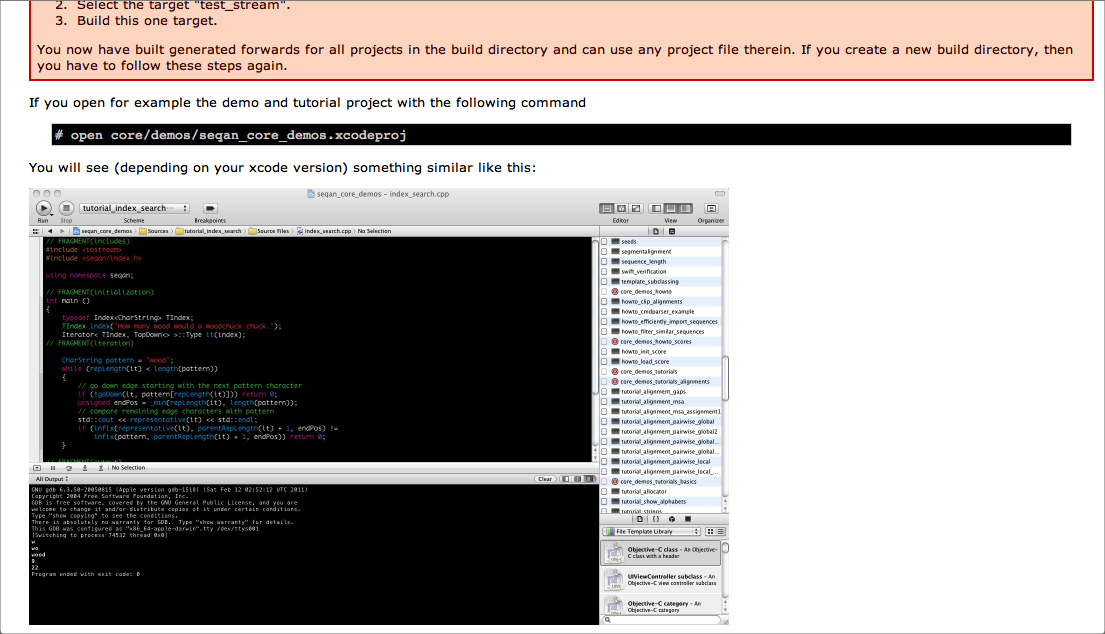 2. Select the target "test_stream".
3. Build this one target.
You now have built generated forwards for all projects in the build directory and can use any project file therein. If you create a new build directory, then
you have to follow these steps again.
If you open for example the demo and tutorial project with the following command
# open core/demos/seqan_core_demos.xcodeproj
You will see (depending on your xcode version) something similar like this:
seqan_core_demos - index_search.cpp
tutorial_index_search...
Run Stop Scheme Breakpoints Editor View Organizer
seqan_core_demos Sources tutorial_index_search Source Files index_search.cpp No Selection
// FRAGMENT(includes)
#include <iostream>
#include <seqan/index.h>
using namespace seqan;
// FRAGMENT(initialization)
int main ()
{
typedef Index<CharString> TIndex;
TIndex index("How many wood would a woodchuck chuck.");
Iterator< TIndex, TopDown<> >::Type it(index);
// FRAGMENT(iteration)
CharString pattern = "wood";
while (repLength(it) < length(pattern))
{
// go down edge starting with the next pattern character
if (!goDown(it, pattern[repLength(it)])) return 0;
unsigned endPos = _min(repLength(it), length(pattern));
// compare remaining edge characters with pattern
std::cout << representative(it) << std::endl;
if (infix(representative(it), parentRepLength(it) + 1, endPos) !=
infix(pattern, parentRepLength(it) + 1, endPos)) return 0;
}
// FRAGMENT(output)
seeds
segmentalignment
sequence_length
swift_verification
template_subclassing
core_demos_howto
howto_clip_alignments
howto_cmdparser_example
howto_efficiently_import_sequences
howto_filter_similar_sequences
core_demos_howto_scores
howto_init_score
howto_load_score
core_demos_tutorials
core_demos_tutorials_alignments
tutorial_alignment_gaps
tutorial_alignment_msa
tutorial_alignment_msa_assignment1
tutorial_alignment_pairwise_global
tutorial_alignment_pairwise_global2
tutorial_alignment_pairwise_global...
tutorial_alignment_pairwise_global...
tutorial_alignment_pairwise_local
tutorial_alignment_pairwise_local_...
core_demos_tutorials_basics
tutorial_allocator
tutorial_show_alphabets
tutorial_strings
No Selection
All Output
Clear
GNU gdb 6.3.50-20050815 (Apple version gdb-1518) (Sat Feb 12 02:52:12 UTC 2011)
Copyright 2004 Free Software Foundation, Inc.
GDB is free software, covered by the GNU General Public License, and you are
welcome to change it and/or distribute copies of it under certain conditions.
Type "show copying" to see the conditions.
There is absolutely no warranty for GDB. Type "show warranty" for details.
This GDB was configured as "x86_64-apple-darwin".tty /dev/ttys001
[Switching to process 74532 thread 0x0]
w
wo
wood
9
22
Program ended with exit code: 0
File Template Library
Objective-C class - An Objective-
C class with a header
UIViewController subclass - An
Objective-C view controller subclass
Objective-C category - An
Objective-C category